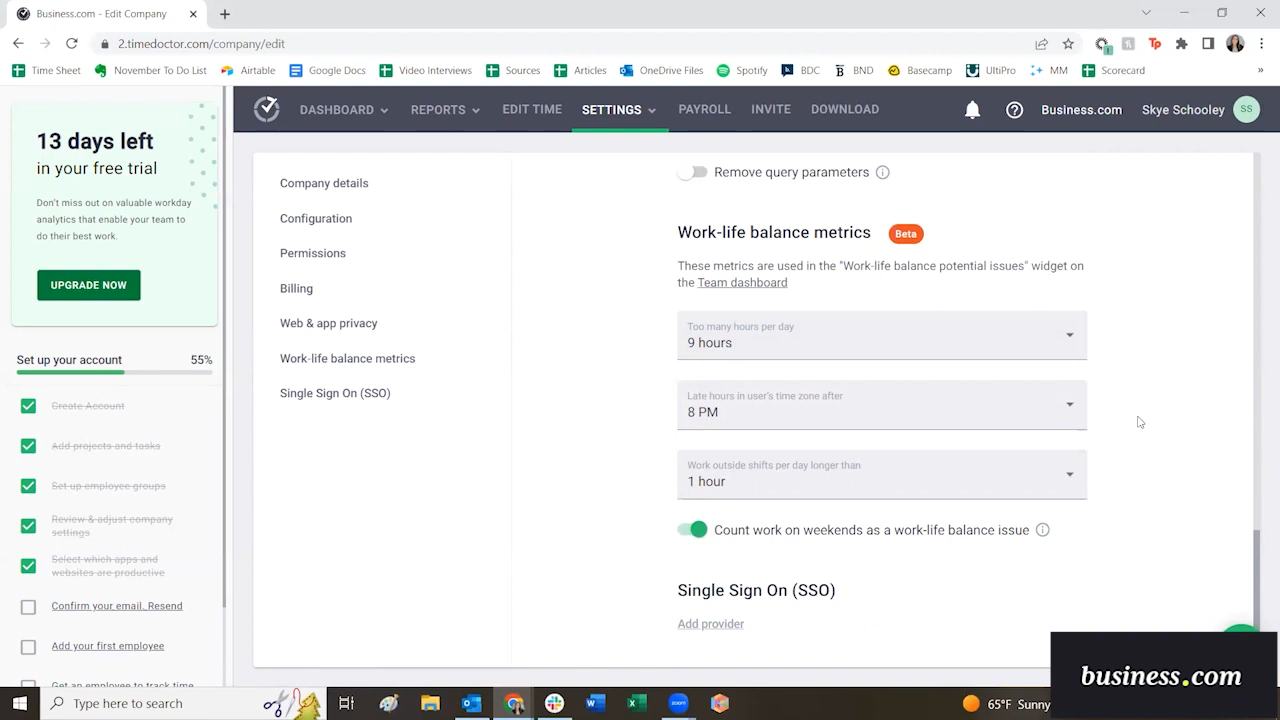 Business.com - Edit Company
2.timedoctor.com/company/edit
Time Sheet
November To Do List
Airtable
Google Docs
Video Interviews
Sources
Articles
OneDrive Files
Spotify
BDC
BND
Basecamp
UltiPro
MM
Scorecard
13 days left
in your free trial
Don't miss out on valuable workday
analytics that enable your team to
do their best work.
UPGRADE NOW
Set up your account 55%
Create Account
Add projects and tasks
Set up employee groups
Review & adjust company
settings
Select which apps and
websites are productive
Confirm your email. Resend
Add your first employee
Get an employee to track time
DASHBOARD
REPORTS
EDIT TIME
SETTINGS
PAYROLL
INVITE
DOWNLOAD
Business.com
Skye Schooley
SS
Company details
Configuration
Permissions
Billing
Web & app privacy
Work-life balance metrics
Single Sign On (SSO)
Remove query parameters
Work-life balance metrics Beta
These metrics are used in the "Work-life balance potential issues" widget on
the Team dashboard
Too many hours per day
9 hours
Late hours in user's time zone after
8 PM
Work outside shifts per day longer than
1 hour
Count work on weekends as a work-life balance issue
Single Sign On (SSO)
Add provider
business.com
Type here to search
65°F Sunny